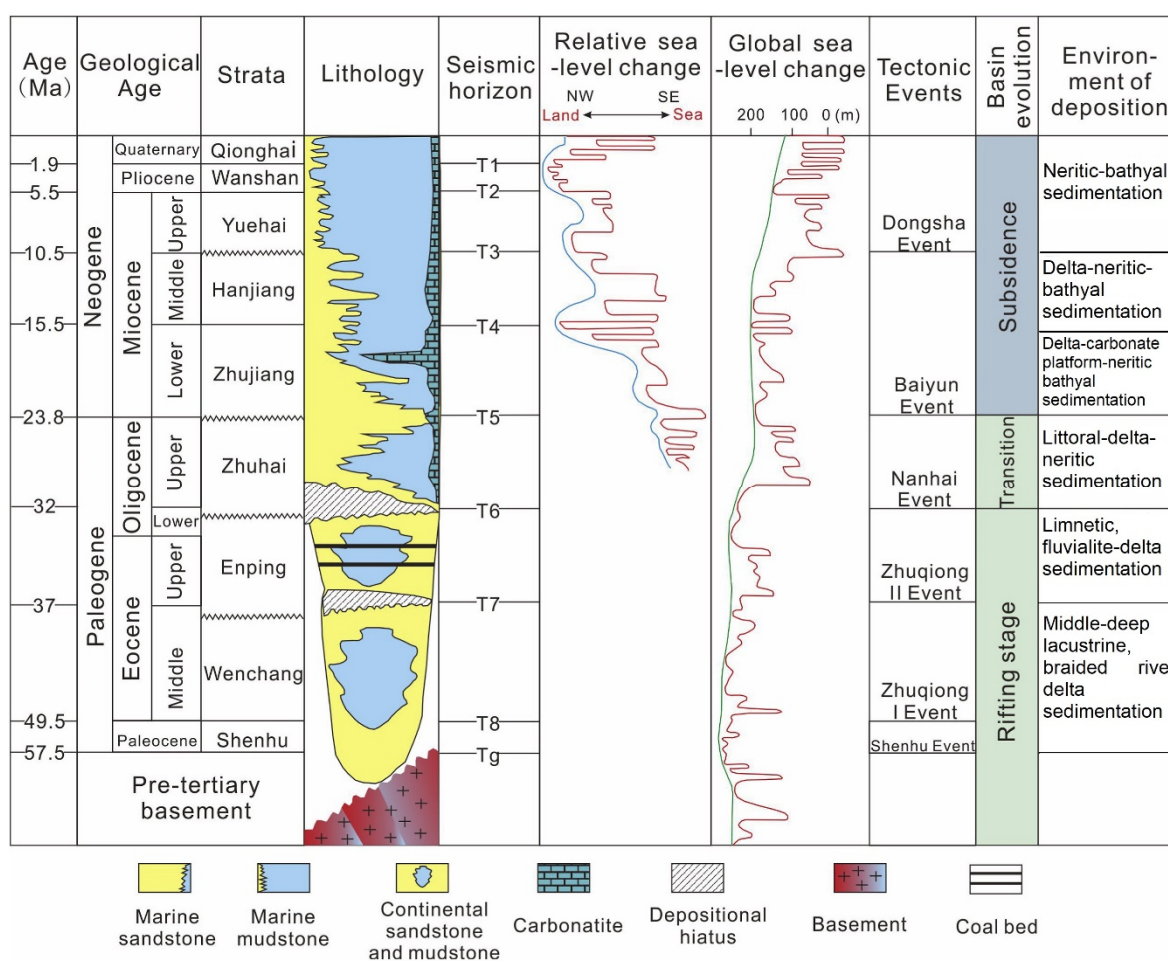 Age
(Ma)
Geological
Age
Strata
Lithology
Seismic
horizon
Relative sea
-level change
NW SE
Land Sea
Global sea
-level change
200 100 0 (m)
Tectonic
Events
Basin
evolution
Environ-
ment of
deposition
1.9
5.5
10.5
15.5
23.8
32
37
49.5
57.5
Neogene
Paleogene
Quaternary
Pliocene
Miocene
Upper
Middle
Lower
Oligocene
Upper
Lower
Eocene
Upper
Middle
Paleocene
Pre-tertiary
basement
Qionghai
Wanshan
Yuehai
Hanjiang
Zhujiang
Zhuhai
Enping
Wenchang
Shenhu
T1
T2
T3
T4
T5
T6
T7
T8
Tg
Dongsha
Event
Baiyun
Event
Nanhai
Event
Zhuqiong
II Event
Zhuqiong
I Event
Shenhu Event
Subsidence
Transition
Rifting stage
Neritic-bathyal
sedimentation
Delta-neritic-
bathyal
sedimentation
Delta-carbonate
platform-neritic
bathyal
sedimentation
Littoral-delta-
neritic
sedimentation
Limnetic,
fluvialite-delta
sedimentation
Middle-deep
lacustrine,
braided rive
delta
sedimentation
Marine
sandstone
Marine
mudstone
Continental
sandstone
and mudstone
Carbonatite
Depositional
hiatus
Basement
Coal bed